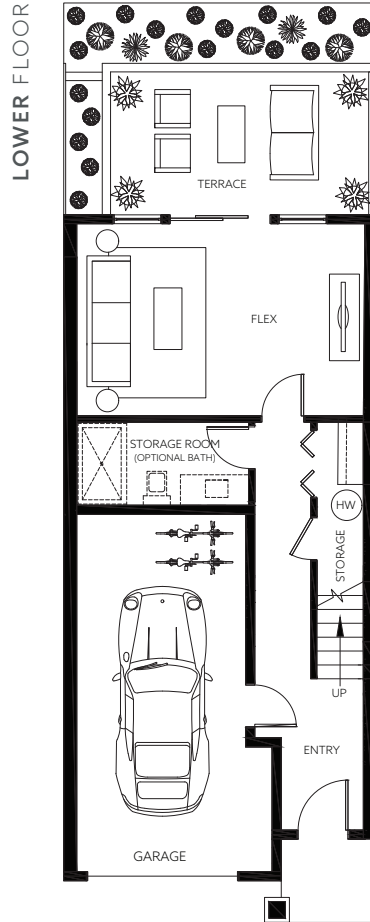 LOWER FLOOR
TERRACE
FLEX
STORAGE ROOM
(OPTIONAL BATH)
HW
STORAGE
UP
ENTRY
GARAGE